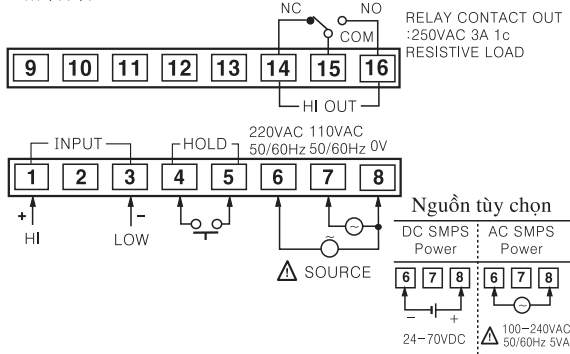 NC NO
COM
RELAY CONTACT OUT
:250VAC 3A 1c
RESISTIVE LOAD
9 10 11 12 13 14 15 16
HI OUT
INPUT HOLD 220VAC 110VAC
50/60Hz 50/60Hz 0V
1 2 3 4 5 6 7 8
+ -
HI LOW
~
~
⚠ SOURCE
Nguồn tùy chọn
DC SMPS AC SMPS
Power Power
6 7 8 6 7 8
- + ~
24-70VDC ⚠ 100-240VAC
50/60Hz 5VA